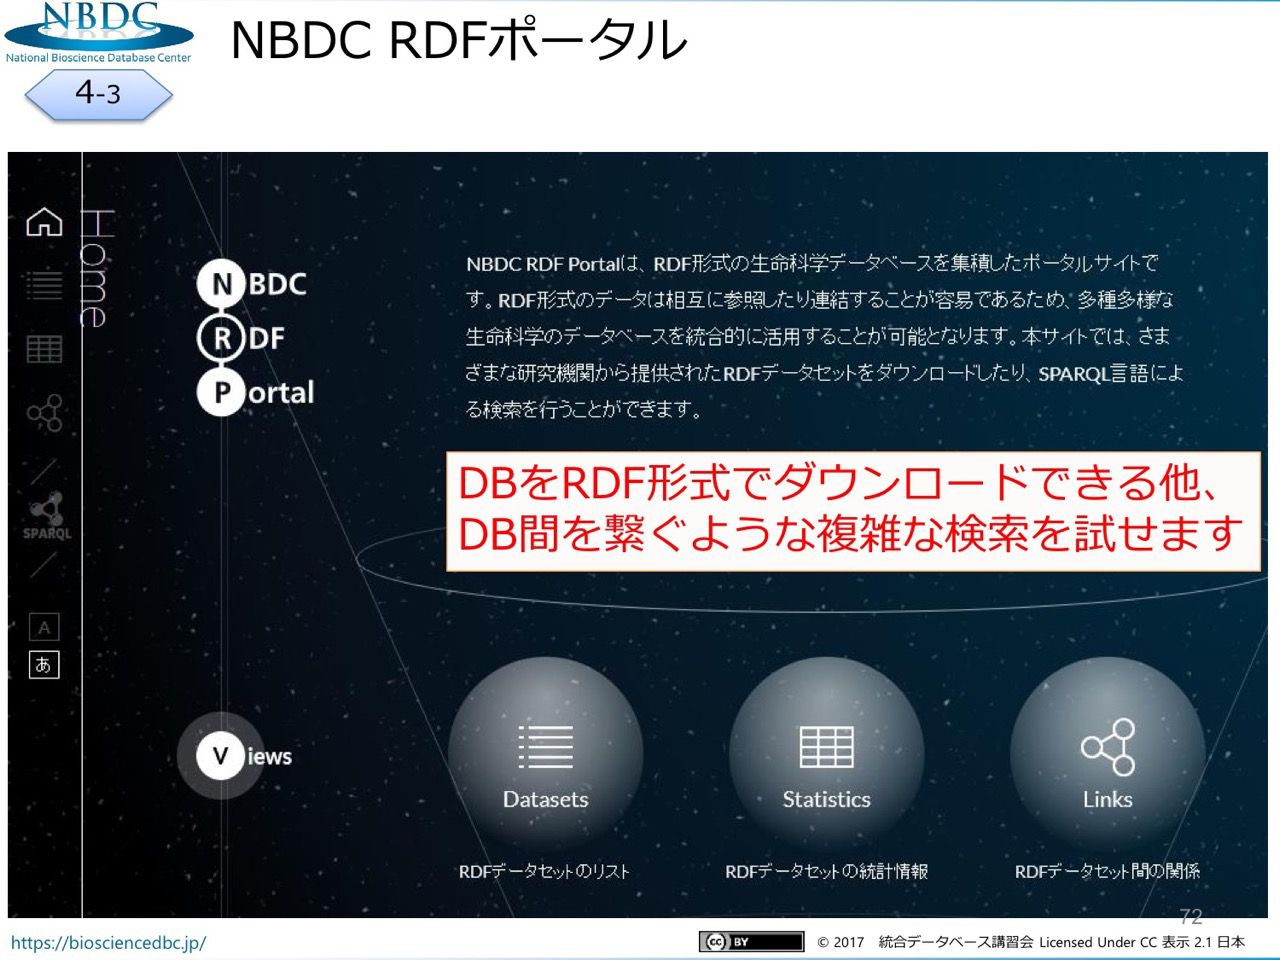 NBDC
National Bioscience Database Center
NBDC RDFポータル
4-3
Home
NBDC
RDF
Portal
NBDC RDF Portalは、RDF形式の生命科学データベースを集積したポータルサイトで
す。RDF形式のデータは相互に参照したり連結することが容易であるため、多種多様な
生命科学のデータベースを統合的に活用することが可能となります。本サイトでは、さま
ざまな研究機関から提供されたRDFデータセットをダウンロードしたり、SPARQL言語によ
る検索を行うことができます。
DBをRDF形式でダウンロードできる他、
DB間を繋ぐような複雑な検索を試せます
SPARQL
A
あ
Views
Datasets
Statistics
Links
RDFデータセットのリスト
RDFデータセットの統計情報
RDFデータセット間の関係
72
https://biosciencedbc.jp/
cc BY
© 2017 統合データベース講習会 Licensed Under CC 表示 2.1 日本